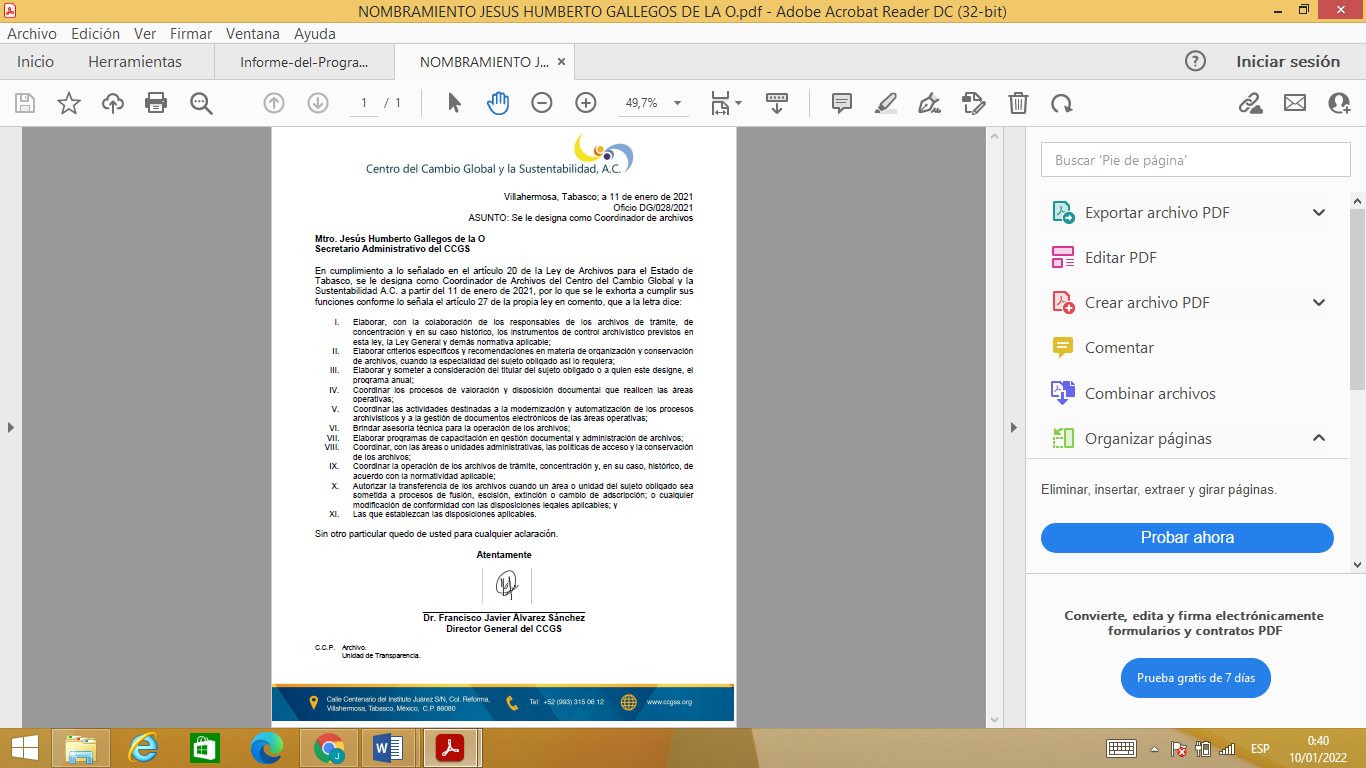 NOMBRAMIENTO JESUS HUMBERTO GALLEGOS DE LA O.pdf - Adobe Acrobat Reader DC (32-bit)
Archivo Edición Ver Firmar Ventana Ayuda
Inicio Herramientas Informe-del-Progra... NOMBRAMIENTO J... × Iniciar sesión
1 / 1 49,7%
Centro del Cambio Global y la Sustentabilidad, A.C.
Villahermosa, Tabasco; a 11 de enero de 2021
Oficio DG/028/2021
ASUNTO: Se le designa como Coordinador de archivos
Mtro. Jesús Humberto Gallegos de la O
Secretario Administrativo del CCGS
En cumplimiento a lo señalado en el artículo 20 de la Ley de Archivos para el Estado de
Tabasco, se le designa como Coordinador de Archivos del Centro del Cambio Global y la
Sustentabilidad A.C. a partir del 11 de enero de 2021, por lo que se le exhorta a cumplir sus
funciones conforme lo señala el artículo 27 de la propia ley en comento, que a la letra dice:
I. Elaborar, con la colaboración de los responsables de los archivos de trámite, de
concentración y en su caso histórico, los instrumentos de control archivístico previstos en
esta ley, la Ley General y demás normativa aplicable;
II. Elaborar criterios específicos y recomendaciones en materia de organización y conservación
de archivos, cuando la especialidad del sujeto obligado así lo requiera;
III. Elaborar y someter a consideración del titular del sujeto obligado o a quien este designe, el
programa anual;
IV. Coordinar los procesos de valoración y disposición documental que realicen las áreas
operativas;
V. Coordinar las actividades destinadas a la modernización y automatización de los procesos
archivísticos y a la gestión de documentos electrónicos de las áreas operativas;
VI. Brindar asesoría técnica para la operación de los archivos;
VII. Elaborar programas de capacitación en gestión documental y administración de archivos;
VIII. Coordinar, con las áreas o unidades administrativas, las políticas de acceso y la conservación
de los archivos;
IX. Coordinar la operación de los archivos de trámite, concentración y, en su caso, histórico, de
acuerdo con la normatividad aplicable;
X. Autorizar la transferencia de los archivos cuando un área o unidad del sujeto obligado sea
sometida a procesos de fusión, escisión, extinción o cambio de adscripción; o cualquier
modificación de conformidad con las disposiciones legales aplicables; y
XI. Las que establezcan las disposiciones aplicables.
Sin otro particular quedo de usted para cualquier aclaración.
Atentamente
Dr. Francisco Javier Álvarez Sánchez
Director General del CCGS
C.C.P. Archivo.
Unidad de Transparencia.
Calle Centenario del Instituto Juárez S/N, Col. Reforma,
Villahermosa, Tabasco, México, C.P. 86080
Tel: +52 (993) 315 06 12
www.ccgss.org
Buscar 'Pie de página'
Exportar archivo PDF
Editar PDF
Crear archivo PDF
Comentar
Combinar archivos
Organizar páginas
Eliminar, insertar, extraer y girar páginas.
Probar ahora
Convierte, edita y firma electrónicamente
formularios y contratos PDF
Prueba gratis de 7 días
ESP
0:40
10/01/2022